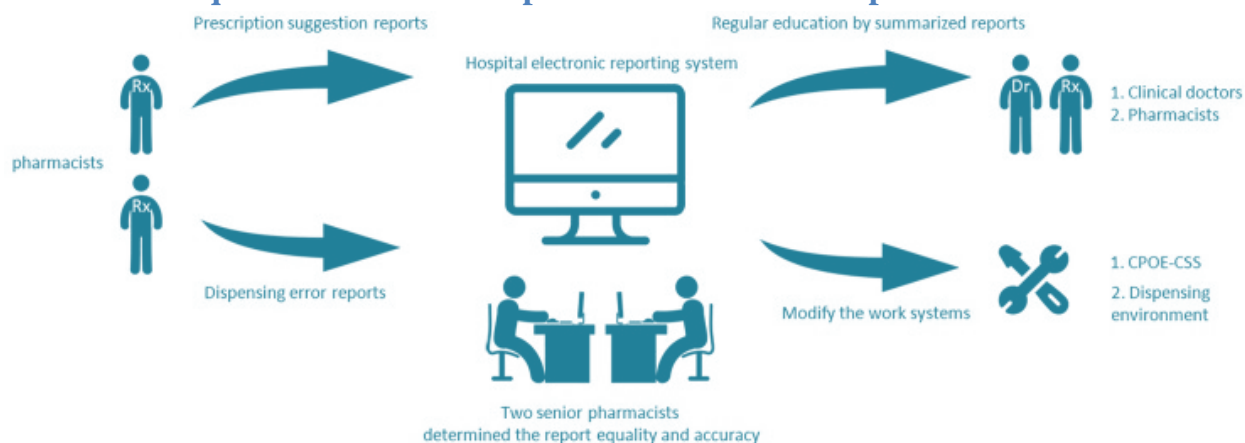 Prescription suggestion reports
Regular education by summarized reports
Hospital electronic reporting system
Rx
Dr
Rx
1. Clinical doctors
2. Pharmacists
pharmacists
Rx
1. CPOE-CSS
2. Dispensing
environment
Dispensing error reports
Modify the work systems
Two senior pharmacists
determined the report equality and accuracy